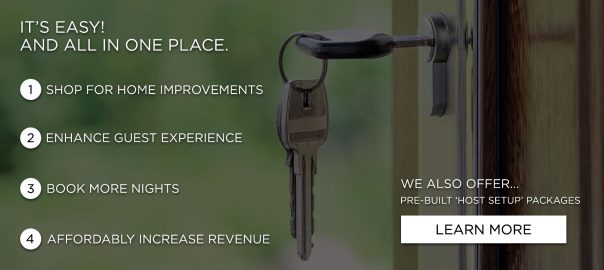 IT'S EASY!
AND ALL IN ONE PLACE.
1 SHOP FOR HOME IMPROVEMENTS
2 ENHANCE GUEST EXPERIENCE
3 BOOK MORE NIGHTS
4 AFFORDABLY INCREASE REVENUE
WE ALSO OFFER...
PRE-BUILT 'HOST SETUP' PACKAGES
LEARN MORE